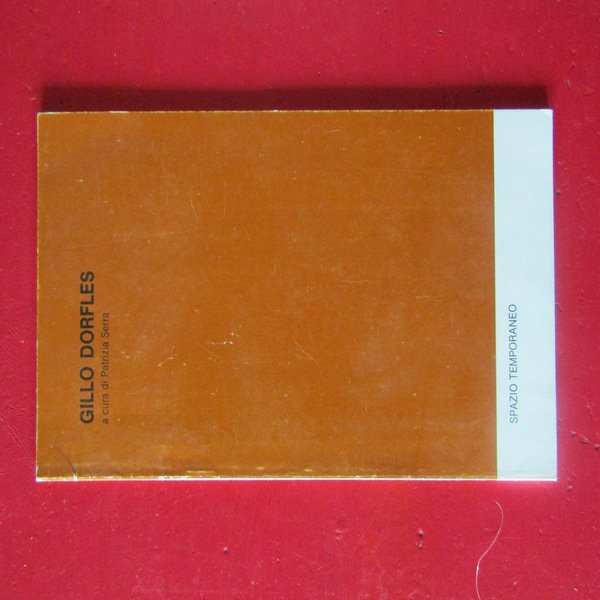 GILLO DORFLES
a cura di Patrizia Serra
SPAZIO TEMPORANEO